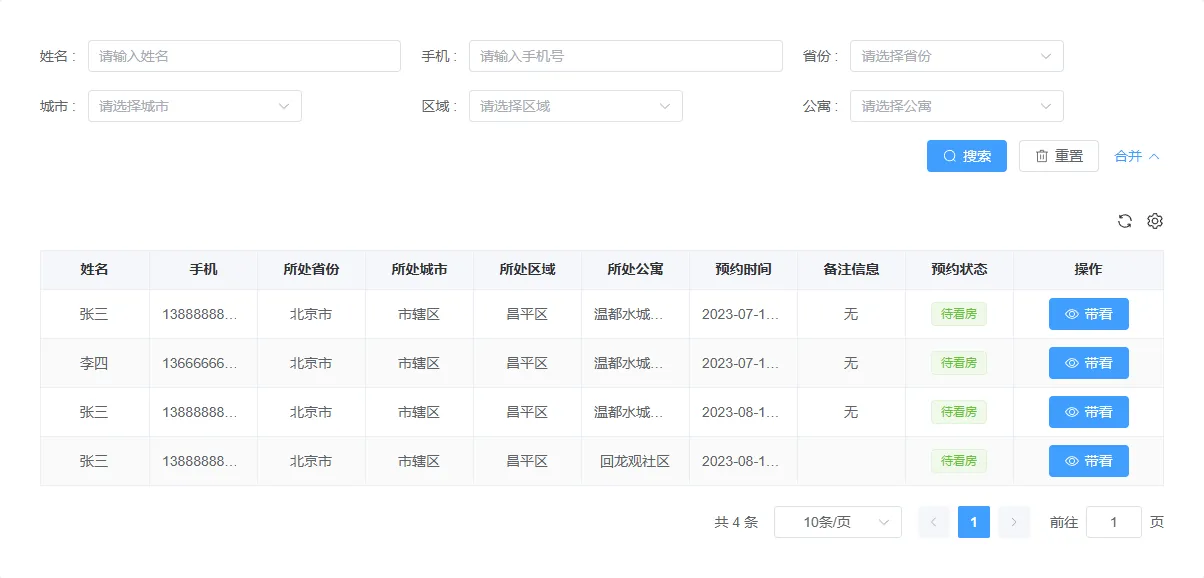 姓名 : 请输入姓名 手机 : 请输入手机号 省份 : 请选择省份
城市 : 请选择城市 区域 : 请选择区域 公寓 : 请选择公寓
搜索 重置 合并
姓名 手机 所处省份 所处城市 所处区域 所处公寓 预约时间 备注信息 预约状态 操作
张三 13888888... 北京市 市辖区 昌平区 温都水城... 2023-07-1... 无 待看房 带看
李四 13666666... 北京市 市辖区 昌平区 温都水城... 2023-07-1... 无 待看房 带看
张三 13888888... 北京市 市辖区 昌平区 温都水城... 2023-08-1... 无 待看房 带看
张三 13888888... 北京市 市辖区 昌平区 回龙观社区 2023-08-1... 待看房 带看
共 4 条 10条/页 1 前往 1 页